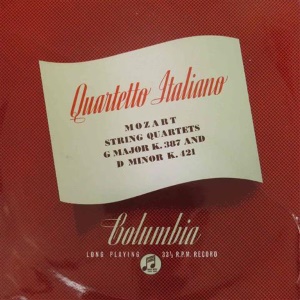 Quartetto Italiano
MOZART
STRING QUARTETS
G MAJOR K. 387 AND
D MINOR K. 421
Columbia
LONG PLAYING 33⅓ R.P.M. RECORD